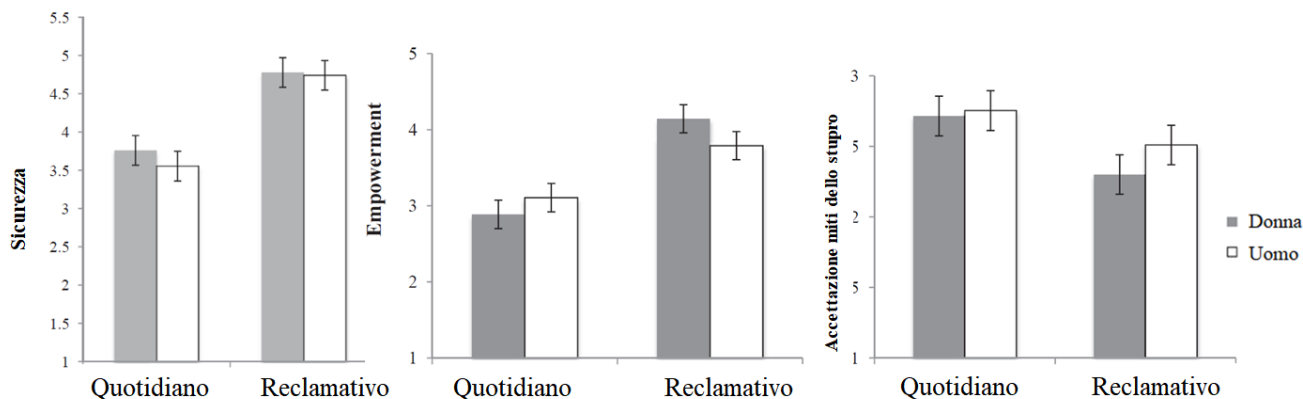 Sicurezza
5.5
5
4.5
4
3.5
3
2.5
2
1.5
1
Quotidiano
Reclamativo
Empowerment
5
4
3
2
1
Quotidiano
Reclamativo
Accettazione miti dello stupro
3
5
2
5
1
Quotidiano
Reclamativo
Donna
Uomo